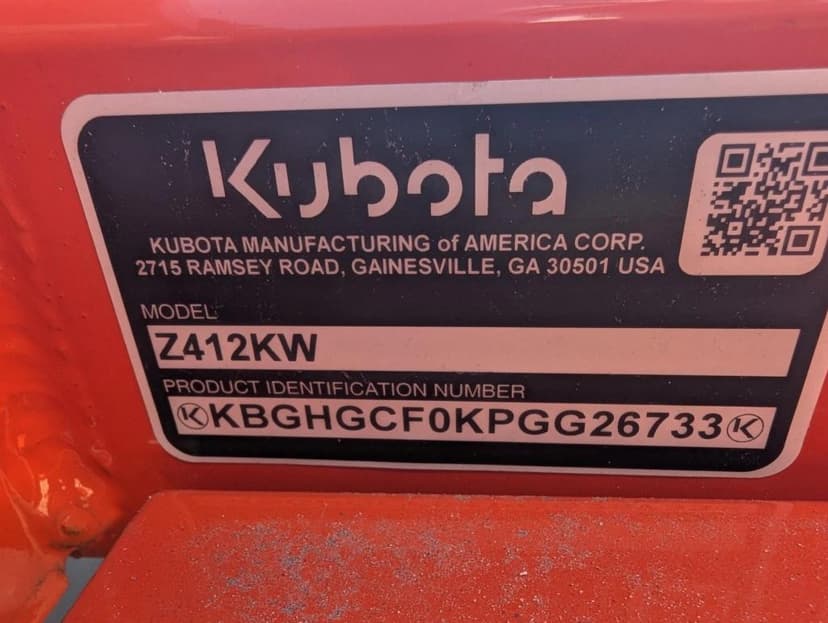 Kubota
KUBOTA MANUFACTURING of AMERICA CORP.
2715 RAMSEY ROAD, GAINESVILLE, GA 30501 USA
MODEL
Z412KW
PRODUCT IDENTIFICATION NUMBER
KBGHGCF0KPGG26733